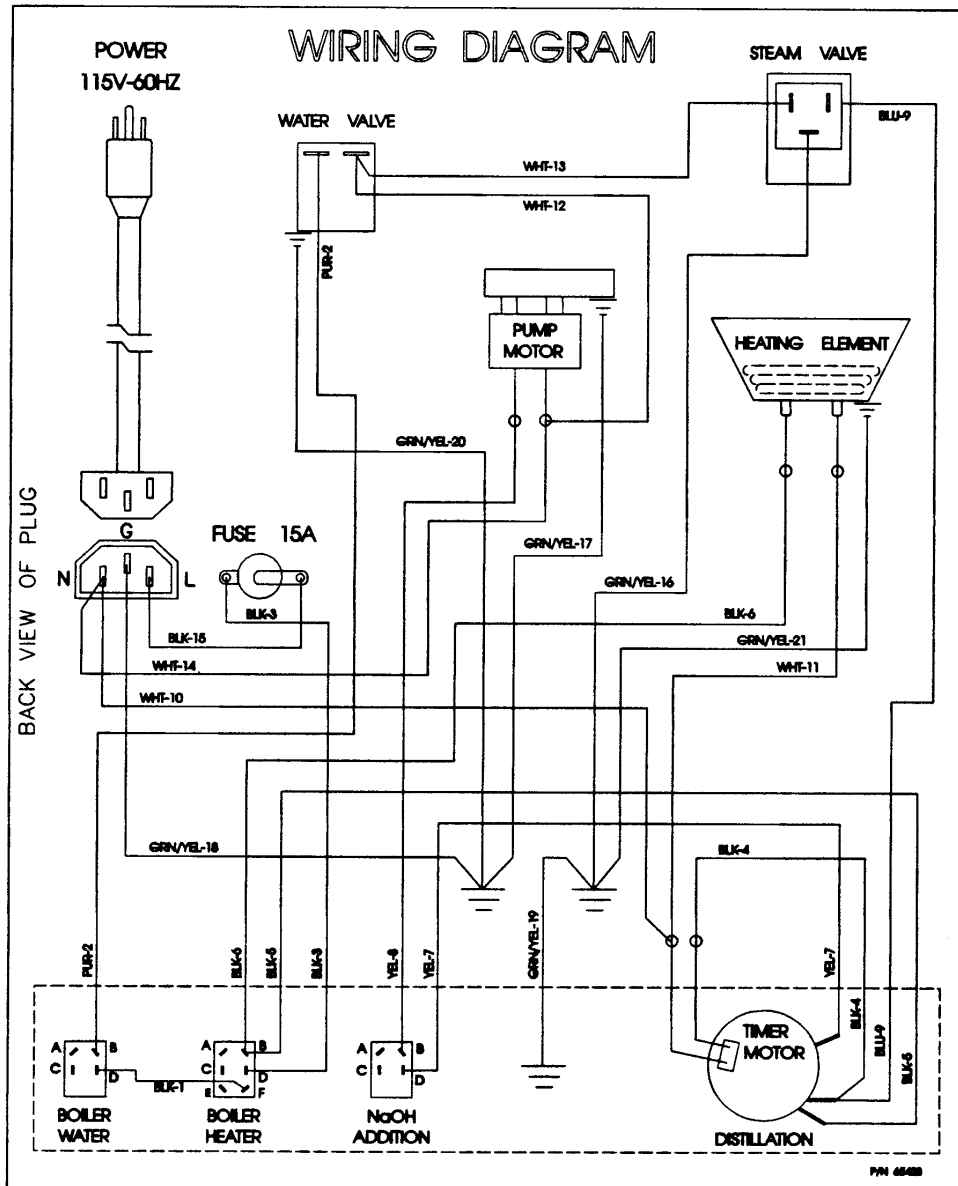 WIRING DIAGRAM
POWER
115V-60HZ
STEAM VALVE
BLU-9
WATER VALVE
WHT-13
WHT-12
PUR-2
PUMP
MOTOR
HEATING ELEMENT
GRN/YEL-20
BACK VIEW OF PLUG
G
N
L
FUSE 15A
GRN/YEL-17
GRN/YEL-16
BLK-3
BLK-6
BLK-15
GRN/YEL-21
WHT-14
WHT-11
WHT-10
GRN/YEL-18
BLK-4
PUR-2
BLK-6
BLK-5
BLK-3
YEL-8
YEL-7
GRN/YEL-19
YEL-7
BLK-4
BLU-9
BLK-5
A
B
C
D
BLK-1
A
B
C
D
E
F
A
B
C
D
TIMER
MOTOR
BOILER
WATER
BOILER
HEATER
NaOH
ADDITION
DISTILLATION
P/N 65428